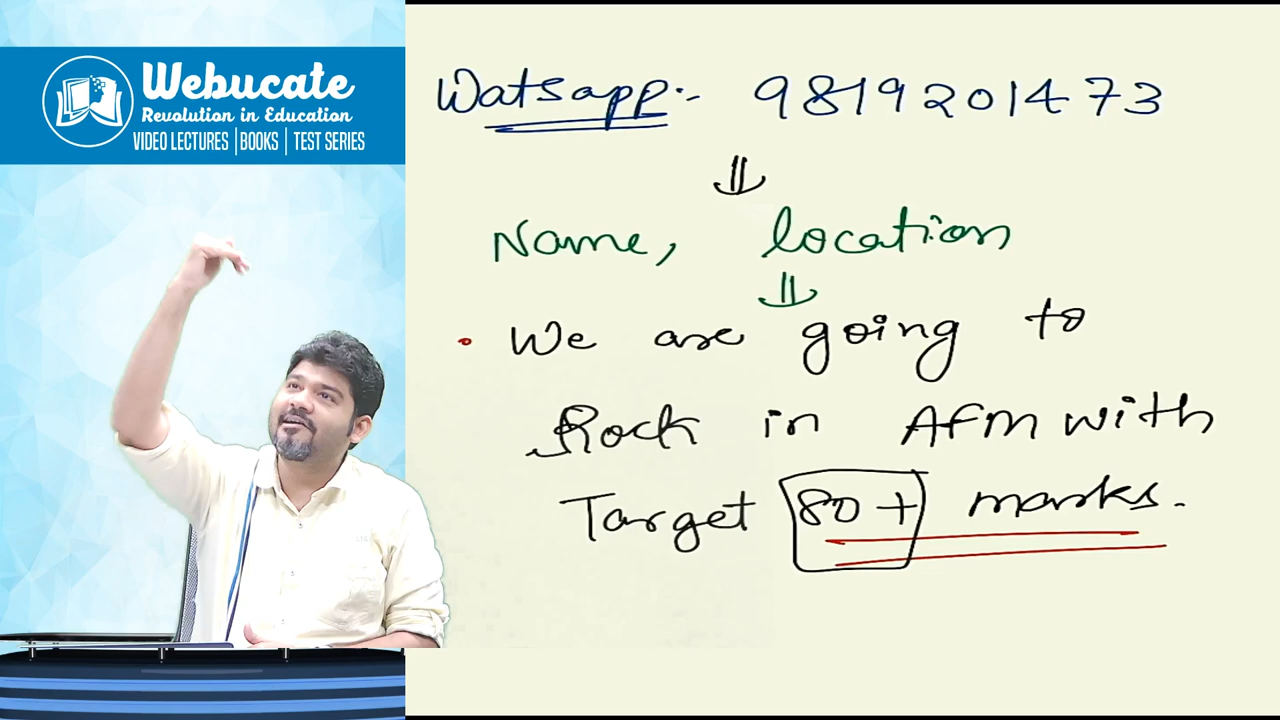 Webucate
Revolution in Education
VIDEO LECTURES | BOOKS | TEST SERIES
Watsapp:- 9819201473
Name, location
• We are going to
Rock in AFM with
Target 80+ marks.